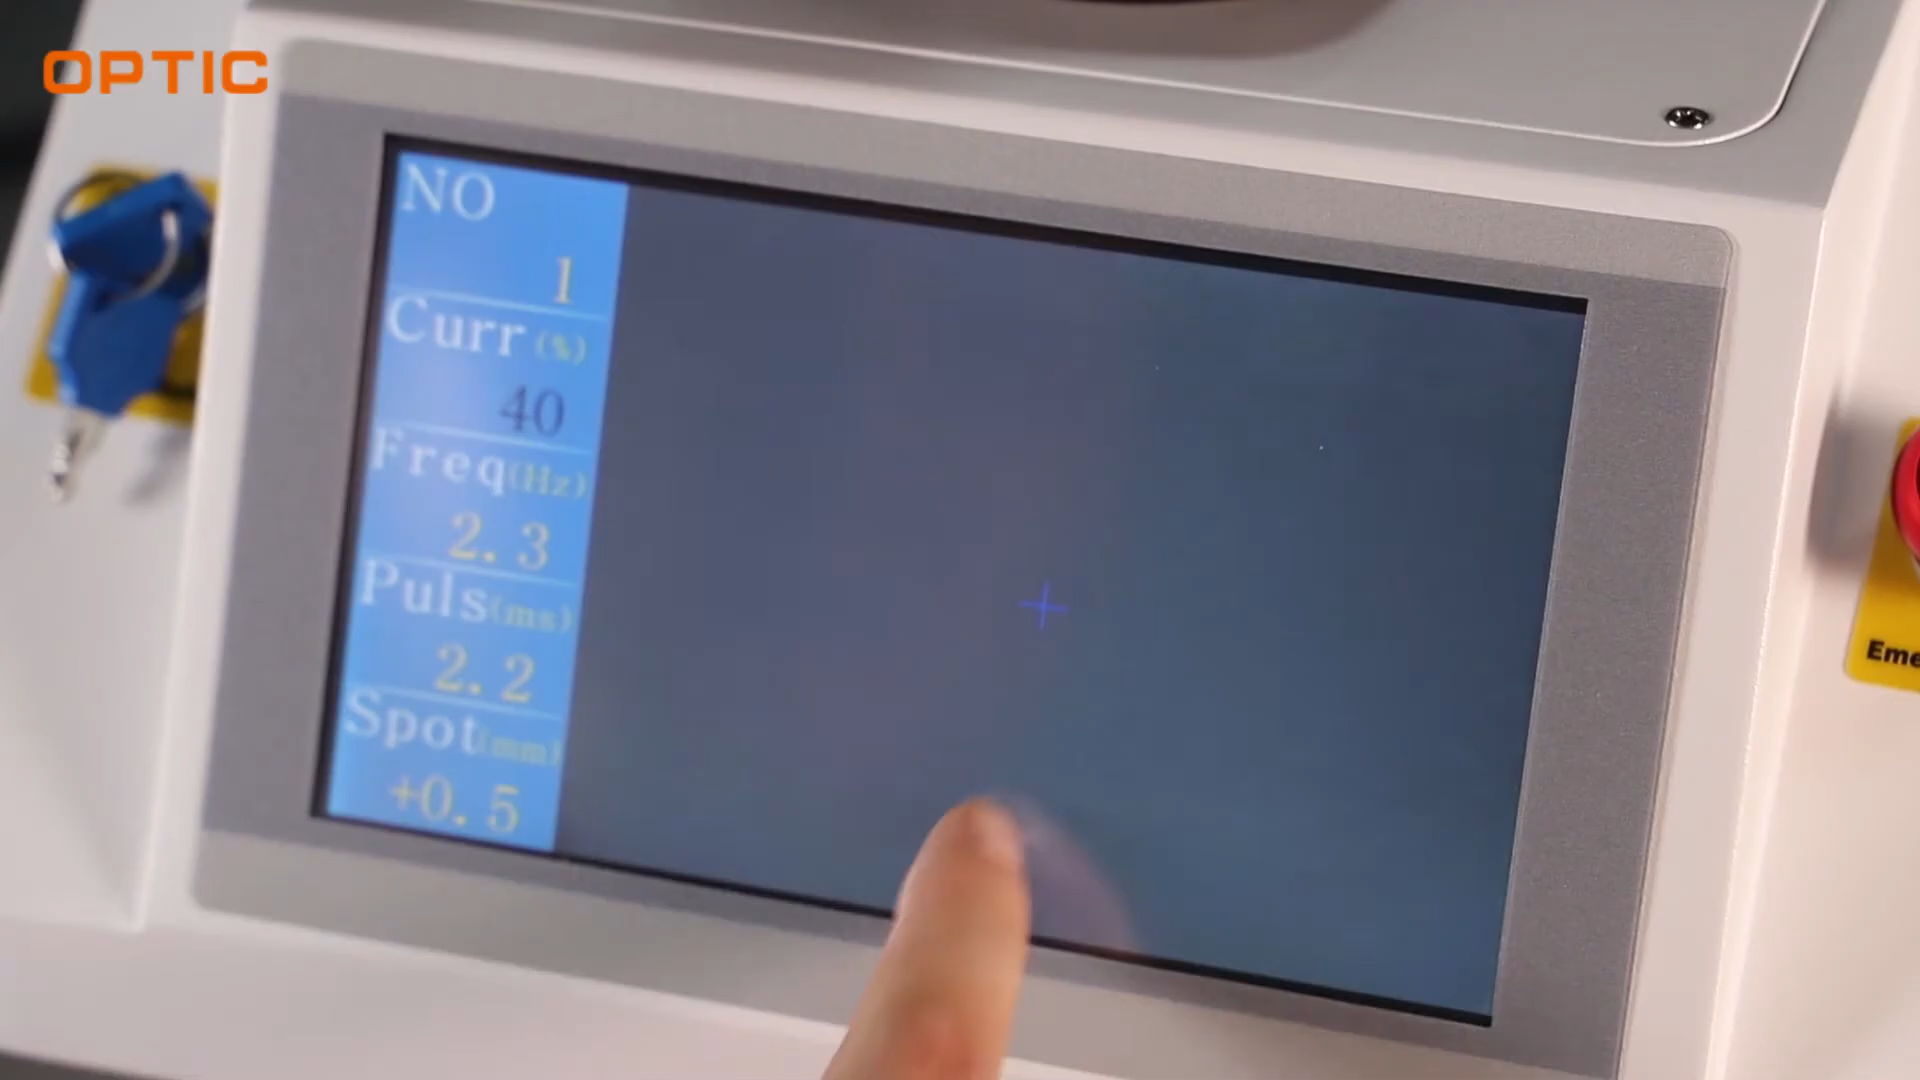 OPTIC
NO
1
Curr(%)
40
Freq(Hz)
2.3
Puls(ms)
2.2
Spot(mm)
+0.5
Eme